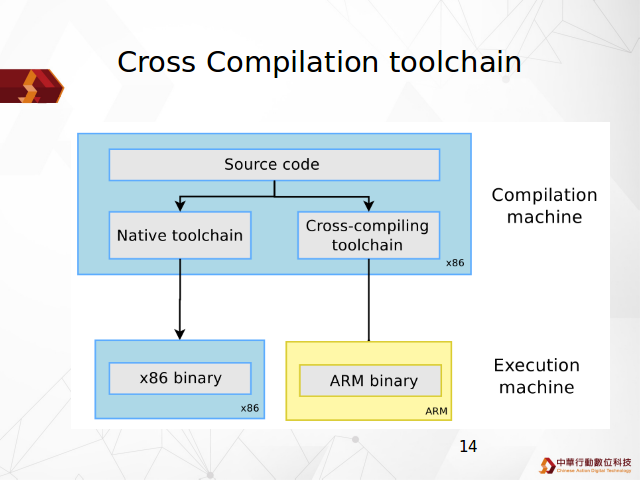 Cross Compilation toolchain
Source code
Native toolchain
Cross-compiling
toolchain
x86
Compilation
machine
x86 binary
x86
ARM binary
ARM
Execution
machine
14
中華行動數位科技
Chinese Action Digital Technology